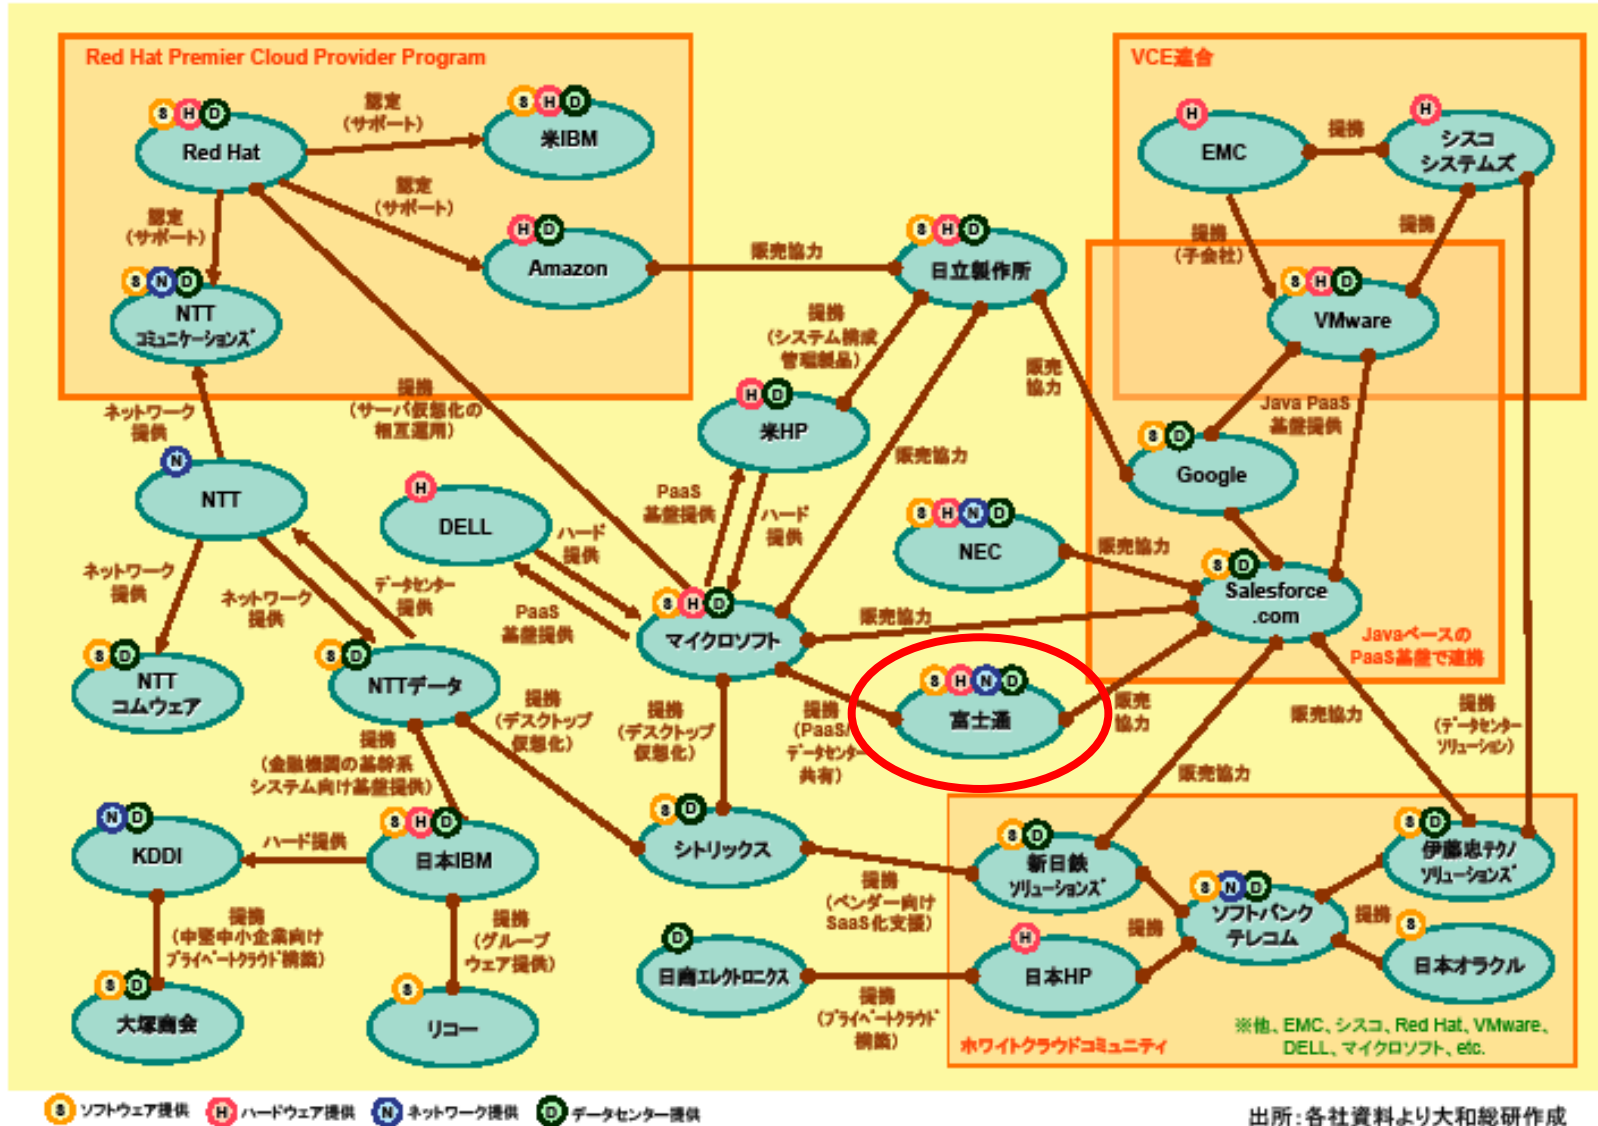 Red Hat Premier Cloud Provider Program
VCE連合
S H D
Red Hat
認定
(サポート)
S H D
米IBM
H
EMC
提携
H
シスコ
システムズ
認定
(サポート)
認定
(サポート)
H D
Amazon
販売協力
S H D
日立製作所
提携
(子会社)
提携
S H D
VMware
S N D
NTT
コミュニケーションズ
提携
(システム構成
管理製品)
販売
協力
ネットワーク
提供
提携
(サーバ仮想化の
相互運用)
H D
米HP
Java PaaS
基盤提供
S D
Google
販売協力
N
NTT
H
DELL
ハード
提供
PaaS
基盤提供
ハード
提供
S H N D
NEC
販売協力
S D
Salesforce
.com
ネットワーク
提供
ネットワーク
提供
データセンター
提供
PaaS
基盤提供
S H D
マイクロソフト
販売協力
Javaベースの
PaaS基盤で連携
S D
NTT
コムウェア
S D
NTTデータ
提携
(デスクトップ
仮想化)
提携
(デスクトップ
仮想化)
提携
(PaaS/
データセンター
共有)
S H N D
富士通
販売
協力
販売協力
提携
(データセンター
ソリューション)
提携
(金融機関の基幹系
システム向け基盤提供)
販売協力
N D
KDDI
ハード提供
S H D
日本IBM
S D
シトリックス
S D
新日鉄
ソリューションズ
S D
伊藤忠テクノ
ソリューションズ
提携
(ベンダー向け
SaaS化支援)
S N D
ソフトバンク
テレコム
提携
提携
提携
(中堅中小企業向け
プライベートクラウド構築)
提携
(グループ
ウェア提供)
D
日商エレクトロニクス
H
日本HP
S
日本オラクル
S D
大塚商会
S
リコー
提携
(プライベートクラウド
構築)
ホワイトクラウドコミュニティ
※他、EMC、シスコ、Red Hat、VMware、
DELL、マイクロソフト、etc.
S ソフトウェア提供 H ハードウェア提供 N ネットワーク提供 D データセンター提供
出所:各社資料より大和総研作成